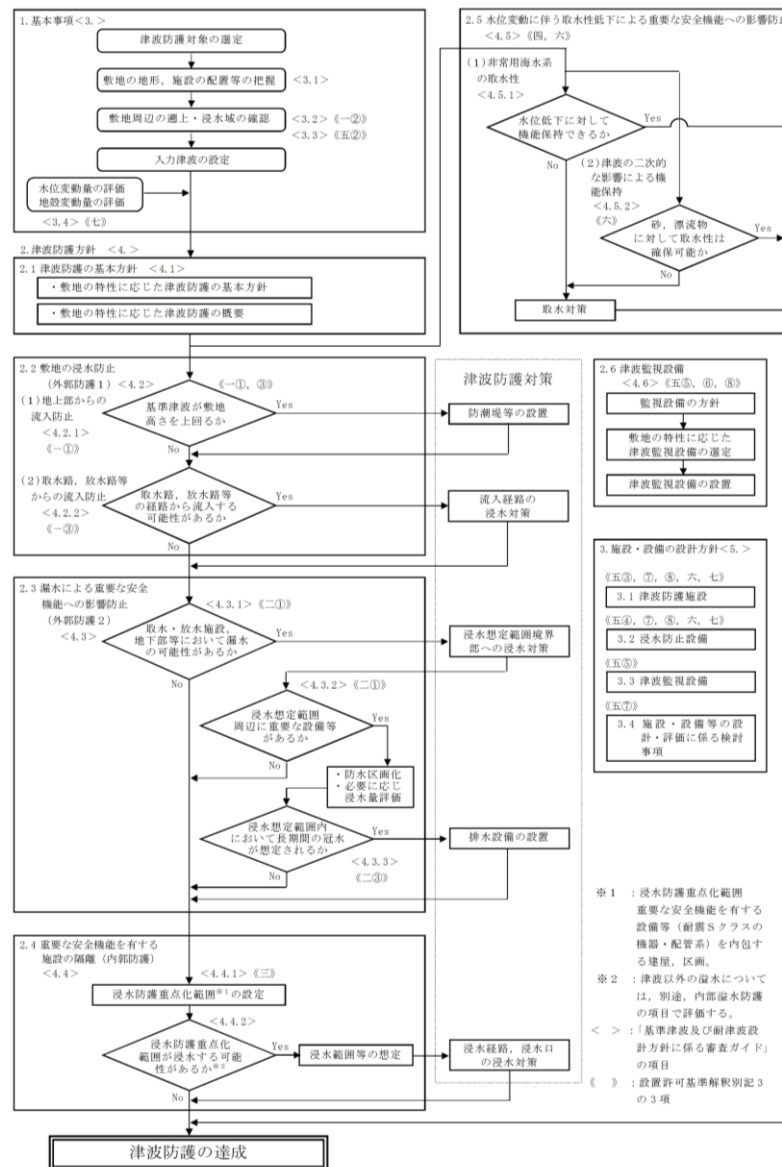 1.基本事項<3.>
津波防護対象の選定
敷地の地形，施設の配置等の把握
<3.1>
敷地周辺の遡上・浸水域の確認
<3.2>《一②》
<3.3>《五②》
入力津波の設定
水位変動量の評価
地殻変動量の評価
<3.4>《七》
2.津波防護方針 <4.>
2.1 津波防護の基本方針 <4.1>
・敷地の特性に応じた津波防護の基本方針
・敷地の特性に応じた津波防護の概要
2.5 水位変動に伴う取水性低下による重要な安全機能への影響防止
<4.5>《四，六》
(1)非常用海水系
の取水性
<4.5.1>
水位低下に対して
機能保持できるか
Yes
No
(2)津波の二次的
な影響による機
能保持
<4.5.2>
《六》
砂，漂流物
に対して取水性は
確保可能か
Yes
No
取水対策
2.2 敷地の浸水防止
(外郭防護1)<4.2>
《一①，③》
(1)地上部からの
流入防止
<4.2.1>
《一①》
基準津波が敷地
高さを上回るか
Yes
No
(2)取水路，放水路等
からの流入防止
<4.2.2>
《一③》
取水路，放水路等
の経路から流入する
可能性があるか
Yes
No
津波防護対策
防潮堤等の設置
流入経路の
浸水対策
2.3 漏水による重要な安全
機能への影響防止
(外郭防護2)
<4.3>
<4.3.1>《二①》
取水・放水施設，
地下部等において漏水
の可能性があるか
Yes
No
浸水想定範囲境界
部への浸水対策
<4.3.2>《二①》
浸水想定範囲
周辺に重要な設備等
があるか
Yes
No
・防水区画化
・必要に応じ
浸水量評価
浸水想定範囲内
において長期間の冠水
が想定されるか
Yes
No
<4.3.3>
《二③》
排水設備の設置
2.4 重要な安全機能を有する
施設の隔離(内郭防護)
<4.4>
<4.4.1>《三》
浸水防護重点化範囲※1の設定
<4.4.2>
浸水防護重点化
範囲が浸水する可能
性があるか※2
Yes
No
浸水範囲等の想定
浸水経路，浸水口
の浸水対策
津波防護の達成
2.6 津波監視設備
<4.6>《五⑤，⑥，⑧》
監視設備の方針
敷地の特性に応じた
津波監視設備の選定
津波監視設備の設置
3.施設・設備の設計方針<5.>
《五③，⑦，⑧，六，七》
3.1 津波防護施設
《五④，⑦，⑧，六，七》
3.2 浸水防止設備
《五⑤》
3.3 津波監視設備
《五⑦》
3.4 施設・設備等の設
計・評価に係る検討
事項
※1 ：浸水防護重点化範囲
重要な安全機能を有する
設備等(耐震Sクラスの
機器・配管系)を内包す
る建屋，区画。
※2 ：津波以外の溢水につい
ては，別途，内部溢水防護
の項目で評価する。
< > ：「基準津波及び耐津波設
計方針に係る審査ガイド」
の項目
《 》 ：設置許可基準解釈別記3
の3項